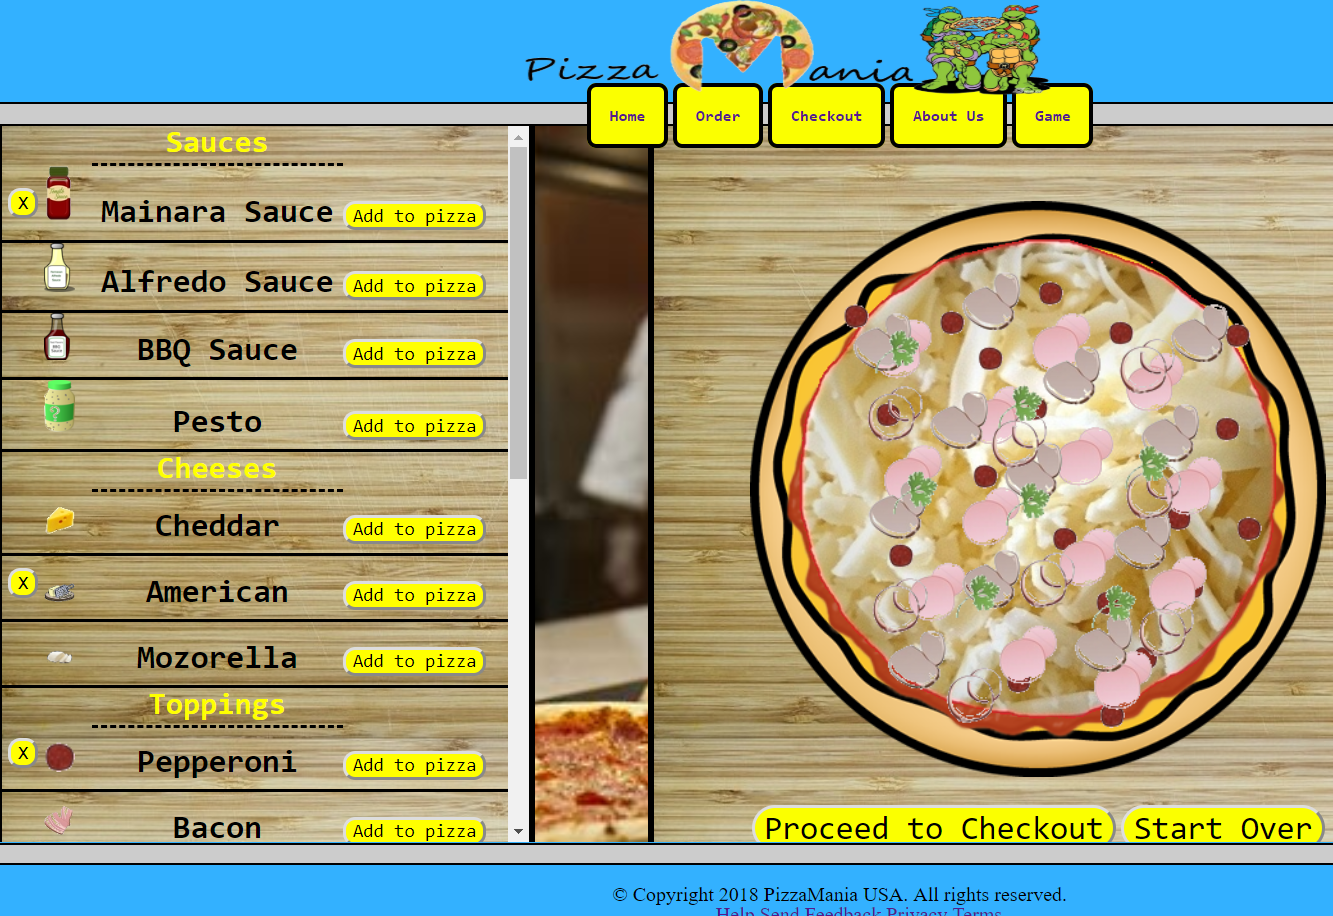 Pizza Mania
Home
Order
Checkout
About Us
Game
Sauces
X
Mainara Sauce
Add to pizza
Alfredo Sauce
Add to pizza
BBQ Sauce
Add to pizza
Pesto
Add to pizza
Cheeses
Cheddar
Add to pizza
X
American
Add to pizza
Mozorella
Add to pizza
Toppings
X
Pepperoni
Add to pizza
Bacon
Add to pizza
Proceed to Checkout
Start Over
© Copyright 2018 PizzaMania USA. All rights reserved.
Help Send Feedback Privacy Terms